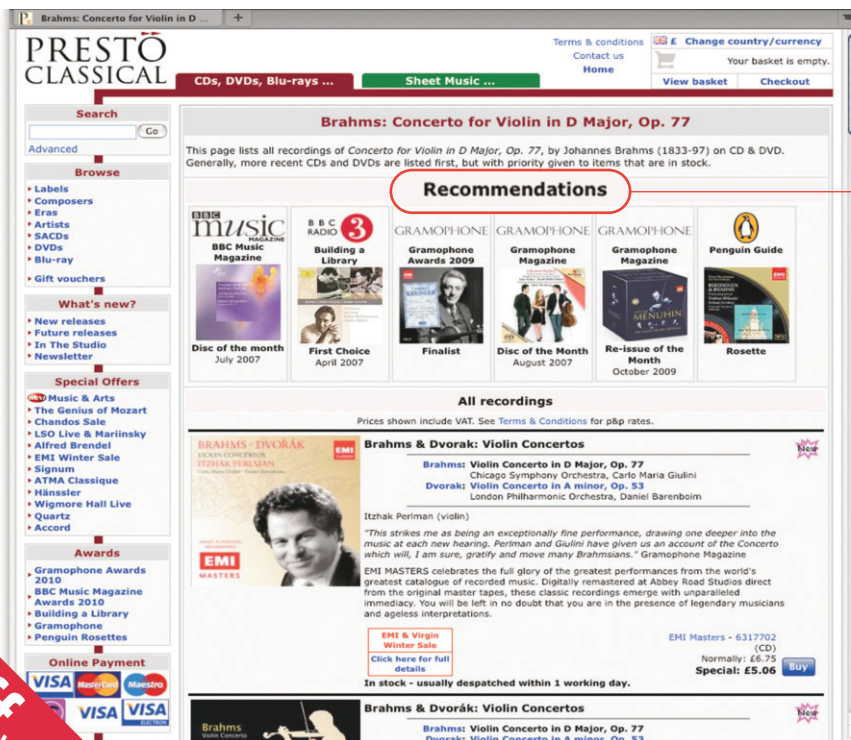 Brahms: Concerto for Violin in D ...
PRESTO
CLASSICAL
Terms & conditions
Contact us
Home
£ Change country/currency
Your basket is empty.
View basket Checkout
CDs, DVDs, Blu-rays ...
Sheet Music ...
Search
Go
Advanced
Browse
Labels
Composers
Eras
Artists
SACDs
DVDs
Blu-ray
Gift vouchers
What's new?
New releases
Future releases
In The Studio
Newsletter
Special Offers
New Music & Arts
The Genius of Mozart
Chandos Sale
LSO Live & Mariinsky
Alfred Brendel
EMI Winter Sale
Signum
ATMA Classique
Hänssler
Wigmore Hall Live
Quartz
Accord
Awards
Gramophone Awards
2010
BBC Music Magazine
Awards 2010
Building a Library
Gramophone
Penguin Rosettes
Online Payment
VISA MasterCard Maestro
VISA VISA
ELECTRON
Brahms: Concerto for Violin in D Major, Op. 77
This page lists all recordings of Concerto for Violin in D Major, Op. 77, by Johannes Brahms (1833-97) on CD & DVD.
Generally, more recent CDs and DVDs are listed first, but with priority given to items that are in stock.
Recommendations
BBC
music
MAGAZINE
BBC Music
Magazine
Disc of the month
July 2007
BBC
RADIO 3
Building a
Library
First Choice
April 2007
GRAMOPHONE
Gramophone
Awards 2009
Finalist
GRAMOPHONE
Gramophone
Magazine
Disc of the Month
August 2007
GRAMOPHONE
Gramophone
Magazine
MENUHIN
Re-issue of the
Month
October 2009
Penguin Guide
Rosette
All recordings
Prices shown include VAT. See Terms & Conditions for p&p rates.
BRAHMS · DVOŘÁK
VIOLIN CONCERTOS
ITZHAK PERLMAN
EMI
EMI
MASTERS
Brahms & Dvorak: Violin Concertos
New
Brahms: Violin Concerto in D Major, Op. 77
Chicago Symphony Orchestra, Carlo Maria Giulini
Dvorak: Violin Concerto in A minor, Op. 53
London Philharmonic Orchestra, Daniel Barenboim
Itzhak Perlman (violin)
"This strikes me as being an exceptionally fine performance, drawing one deeper into the
music at each new hearing. Perlman and Giulini have given us an account of the Concerto
which will, I am sure, gratify and move many Brahmsians." Gramophone Magazine
EMI MASTERS celebrates the full glory of the greatest performances from the world's
greatest catalogue of recorded music. Digitally remastered at Abbey Road Studios direct
from the original master tapes, these classic recordings emerge with unparalleled
immediacy. You will be left in no doubt that you are in the presence of legendary musicians
and ageless interpretations.
EMI & Virgin
Winter Sale
Click here for full
details
EMI Masters - 6317702
(CD)
Normally: £6.75
Special: £5.06 Buy
In stock - usually despatched within 1 working day.
Brahms
Violin Concerto
Brahms & Dvorák: Violin Concertos
New
Brahms: Violin Concerto in D Major, Op. 77
Dvorak: Violin Concerto in A minor, Op. 53